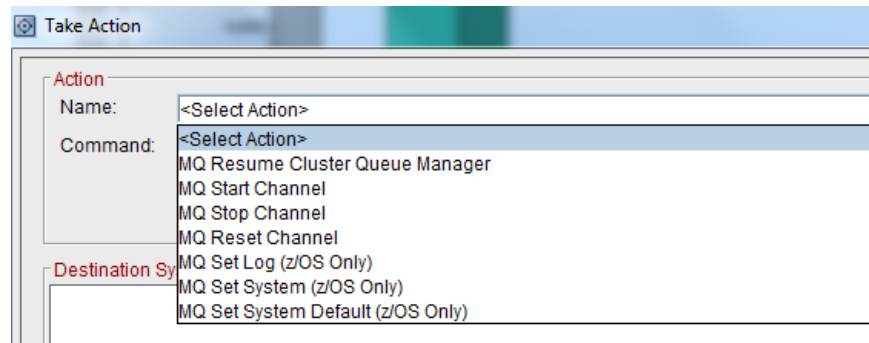 Take Action
Action
Name: <Select Action>
Command: <Select Action>
MQ Resume Cluster Queue Manager
MQ Start Channel
MQ Stop Channel
MQ Reset Channel
MQ Set Log (z/OS Only)
Destination Sy
MQ Set System (z/OS Only)
MQ Set System Default (z/OS Only)